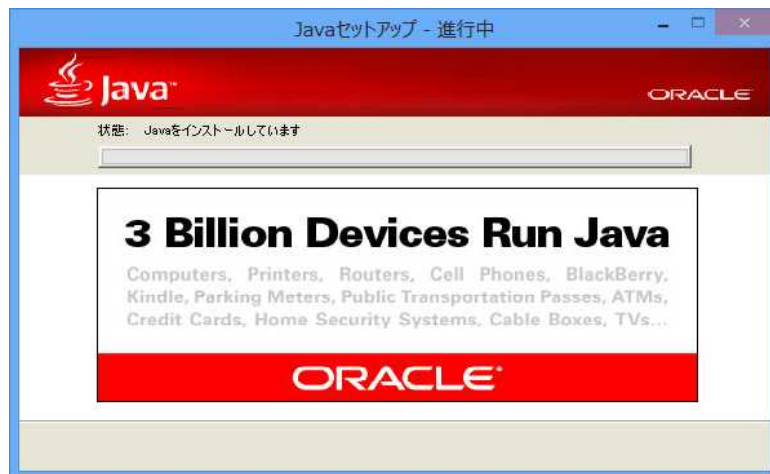 Javaセットアップ - 進行中
Java™
ORACLE
状態: Javaをインストールしています
3 Billion Devices Run Java
Computers, Printers, Routers, Cell Phones, BlackBerry,
Kindle, Parking Meters, Public Transportation Passes, ATMs,
Credit Cards, Home Security Systems, Cable Boxes, TVs...
ORACLE®